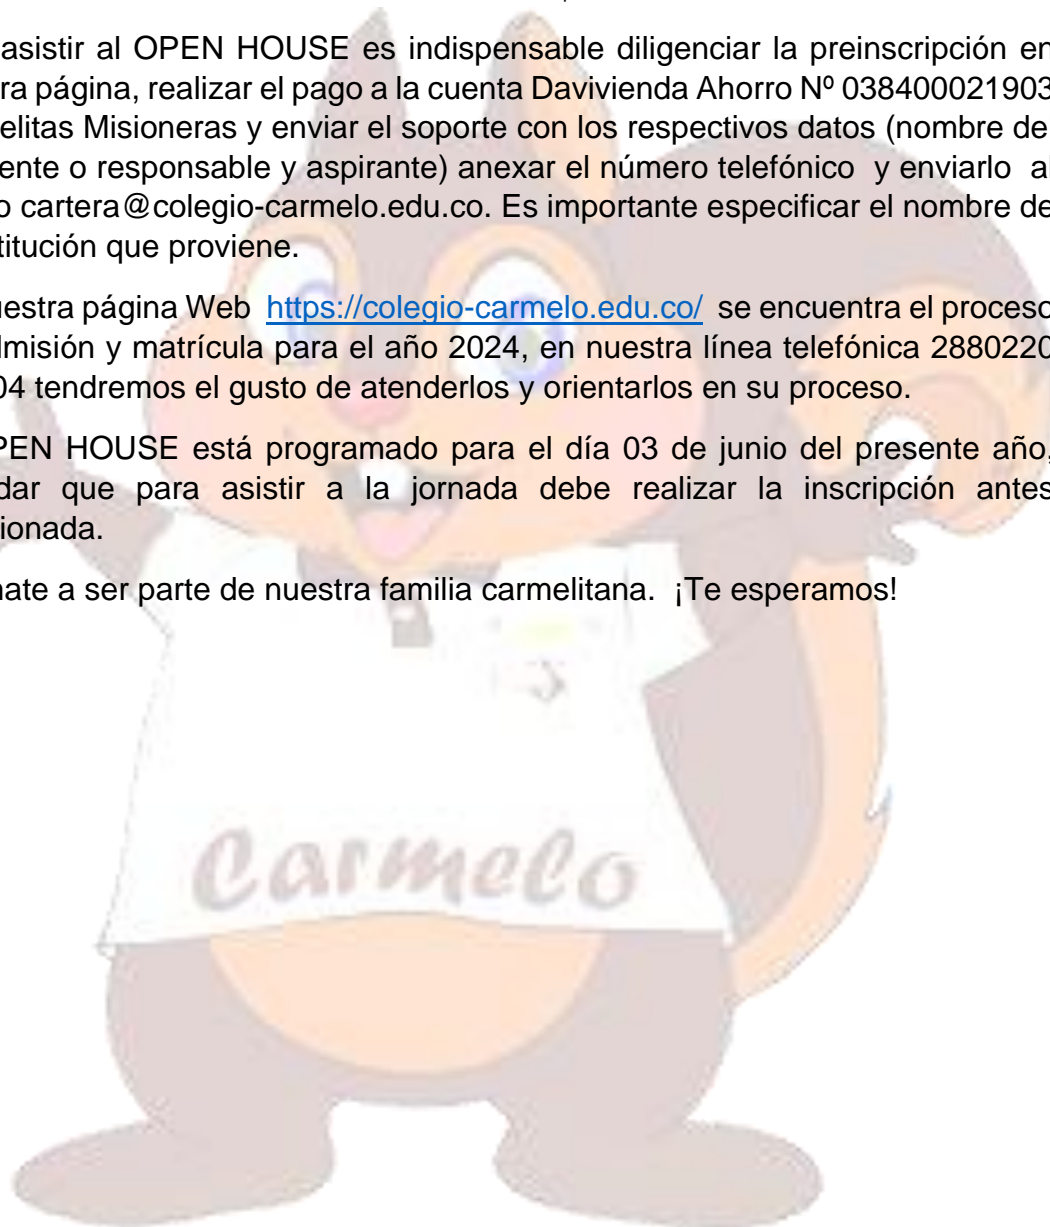 asistir al OPEN HOUSE es indispensable diligenciar la preinscripción en
ra página, realizar el pago a la cuenta Davivienda Ahorro Nº 038400021903
elitas Misioneras y enviar el soporte con los respectivos datos (nombre de
ente o responsable y aspirante) anexar el número telefónico y enviarlo al
o cartera@colegio-carmelo.edu.co. Es importante especificar el nombre de
titución que proviene.
uestra página Web https://colegio-carmelo.edu.co/ se encuentra el proceso
dmisión y matrícula para el año 2024, en nuestra línea telefónica 2880220
04 tendremos el gusto de atenderlos y orientarlos en su proceso.
PEN HOUSE está programado para el día 03 de junio del presente año,
dar que para asistir a la jornada debe realizar la inscripción antes
ionada.
nate a ser parte de nuestra familia carmelitana. ¡Te esperamos!
Carmelo